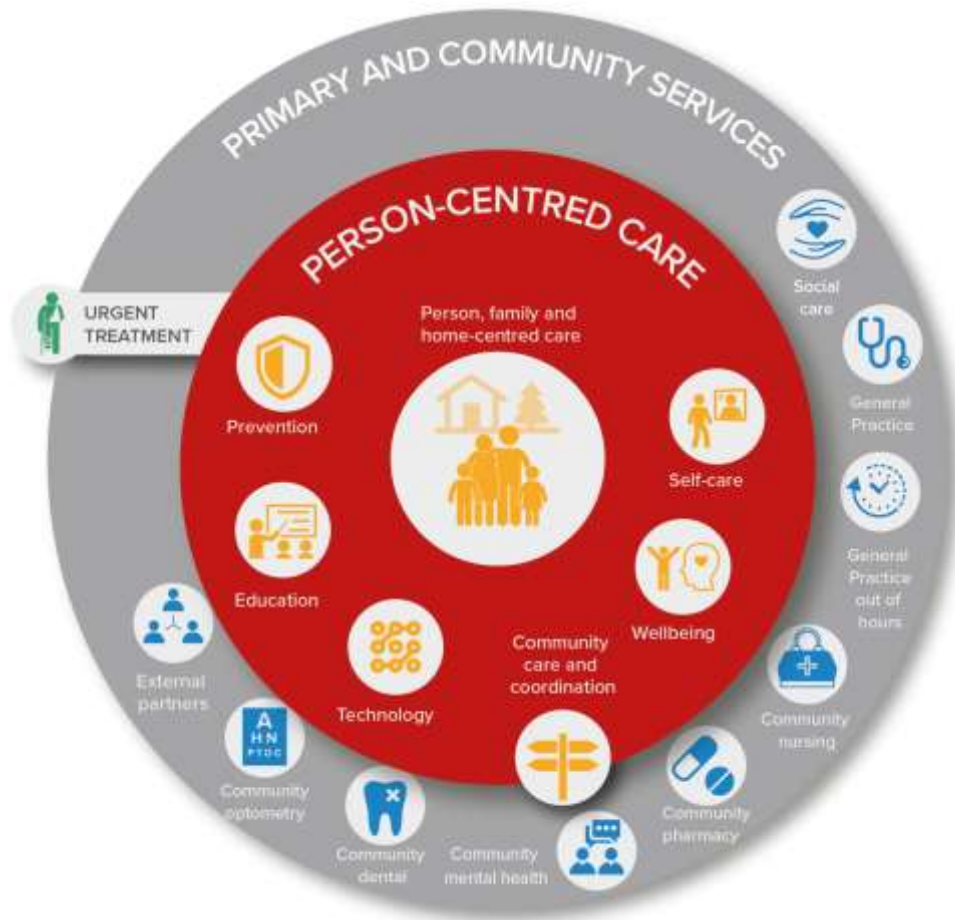 PRIMARY AND COMMUNITY SERVICES
PERSON-CENTRED CARE
URGENT
TREATMENT
Person, family and
home-centred care
Prevention
Self-care
Education
Wellbeing
Technology
Community
care and
coordination
Social
care
General
Practice
General
Practice
out of
hours
Community
nursing
Community
pharmacy
Community
mental health
Community
dental
A
HN
PTOC
Community
optometry
External
partners